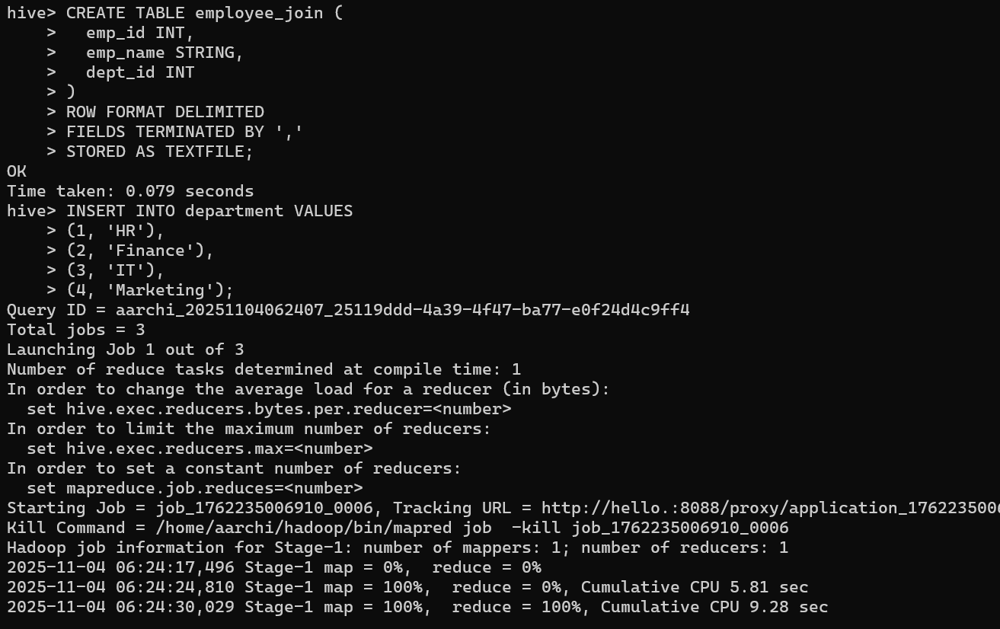 hive> CREATE TABLE employee_join (
    >   emp_id INT,
    >   emp_name STRING,
    >   dept_id INT
    > )
    > ROW FORMAT DELIMITED
    > FIELDS TERMINATED BY ','
    > STORED AS TEXTFILE;
OK
Time taken: 0.079 seconds
hive> INSERT INTO department VALUES
    > (1, 'HR'),
    > (2, 'Finance'),
    > (3, 'IT'),
    > (4, 'Marketing');
Query ID = aarchi_20251104062407_25119ddd-4a39-4f47-ba77-e0f24d4c9ff4
Total jobs = 3
Launching Job 1 out of 3
Number of reduce tasks determined at compile time: 1
In order to change the average load for a reducer (in bytes):
  set hive.exec.reducers.bytes.per.reducer=<number>
In order to limit the maximum number of reducers:
  set hive.exec.reducers.max=<number>
In order to set a constant number of reducers:
  set mapreduce.job.reduces=<number>
Starting Job = job_1762235006910_0006, Tracking URL = http://hello.:8088/proxy/application_1762235006
Kill Command = /home/aarchi/hadoop/bin/mapred job  -kill job_1762235006910_0006
Hadoop job information for Stage-1: number of mappers: 1; number of reducers: 1
2025-11-04 06:24:17,496 Stage-1 map = 0%,  reduce = 0%
2025-11-04 06:24:24,810 Stage-1 map = 100%,  reduce = 0%, Cumulative CPU 5.81 sec
2025-11-04 06:24:30,029 Stage-1 map = 100%,  reduce = 100%, Cumulative CPU 9.28 sec